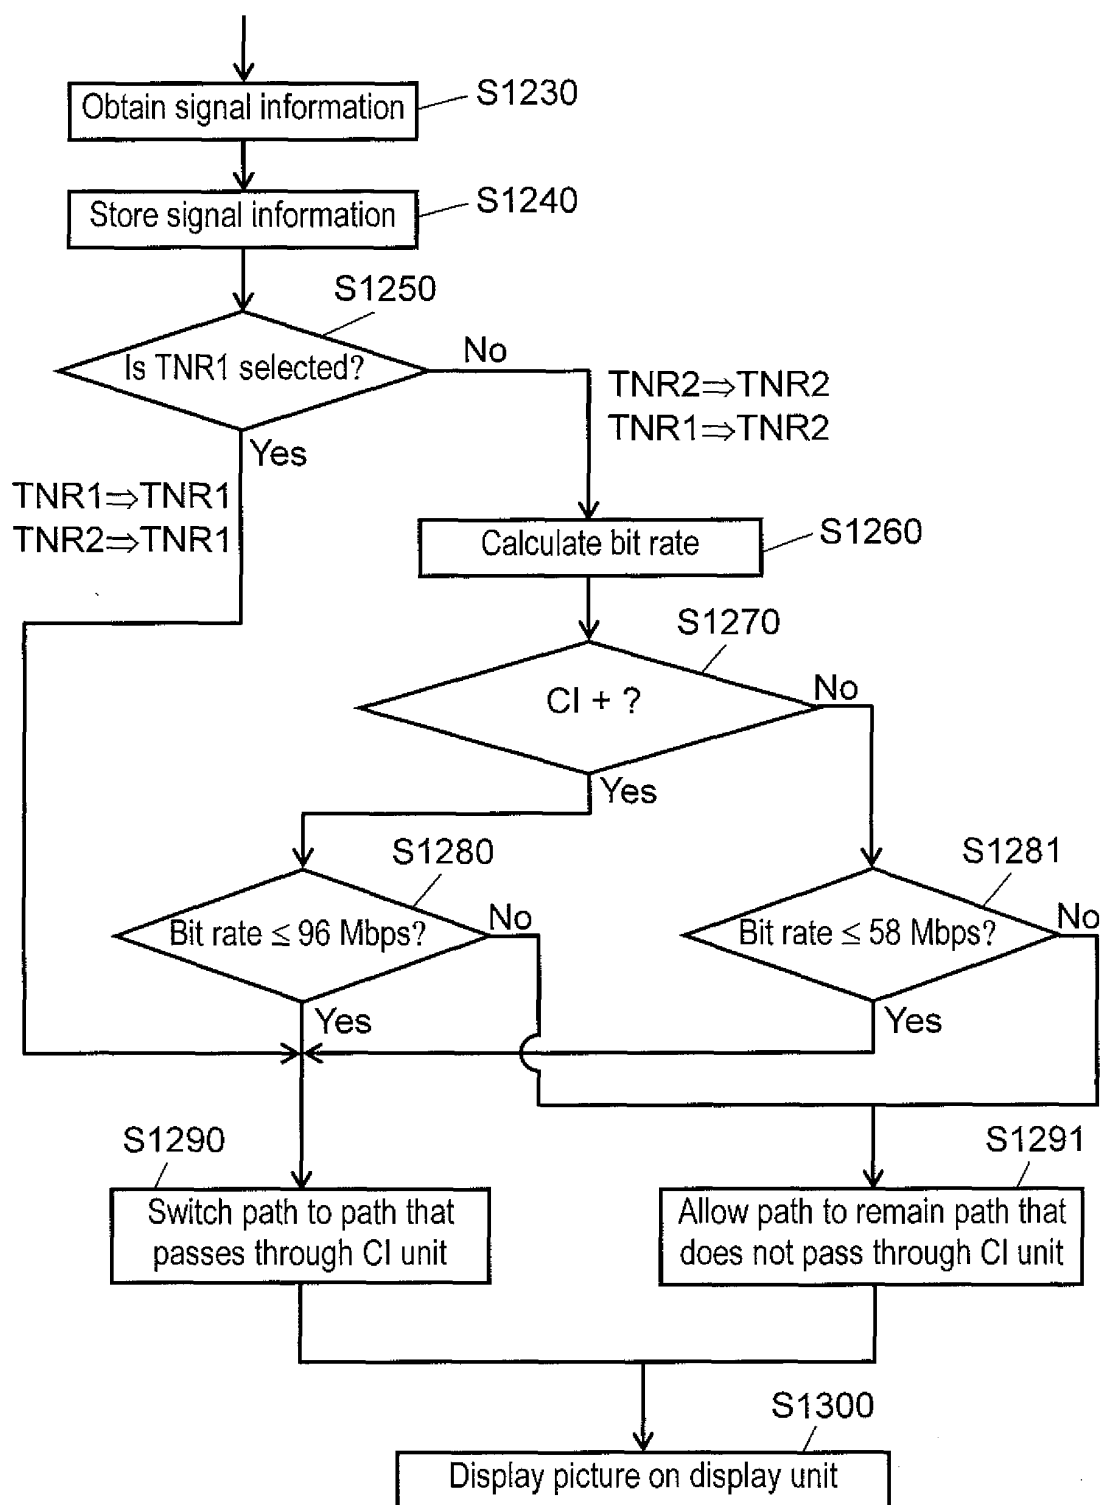 Obtain signal information
S1230
Store signal information
S1240
S1250
Is TNR1 selected?
No
TNR2⇒TNR2
TNR1⇒TNR2
Yes
TNR1⇒TNR1
TNR2⇒TNR1
Calculate bit rate
S1260
S1270
CI + ?
No
Yes
S1280
Bit rate ≤ 96 Mbps?
No
Yes
S1281
Bit rate ≤ 58 Mbps?
No
Yes
S1290
Switch path to path that
passes through CI unit
S1291
Allow path to remain path that
does not pass through CI unit
S1300
Display picture on display unit